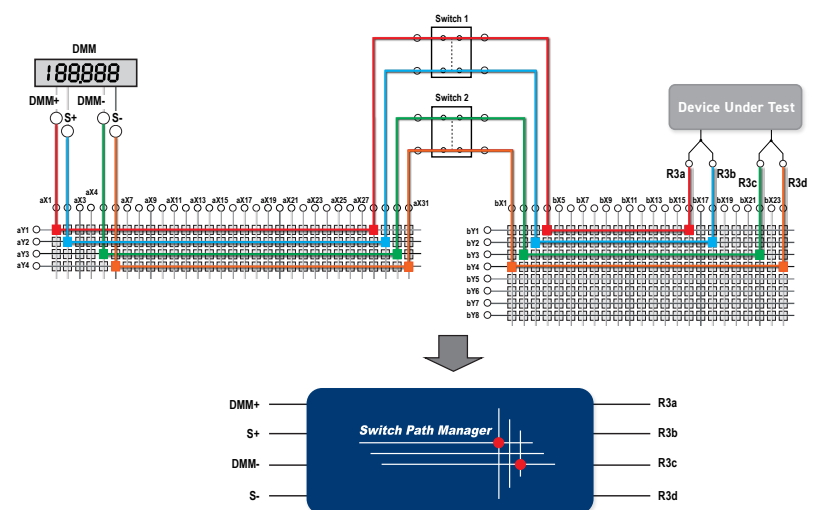 Switch 1
DMM
188.888
DMM+ DMM-
S+ S-
Switch 2
Device Under Test
R3a R3b R3c R3d
aX1 aX3 aX4 aX7 aX9 aX11 aX13 aX15 aX17 aX19 aX21 aX23 aX25 aX27 aX31
bX1 bX5 bX7 bX9 bX11 bX13 bX15 bX17 bX19 bX21 bX23
aY1
aY2
aY3
aY4
bY1
bY2
bY3
bY4
bY5
bY6
bY7
bY8
DMM+ R3a
S+ R3b
Switch Path Manager
DMM- R3c
S- R3d